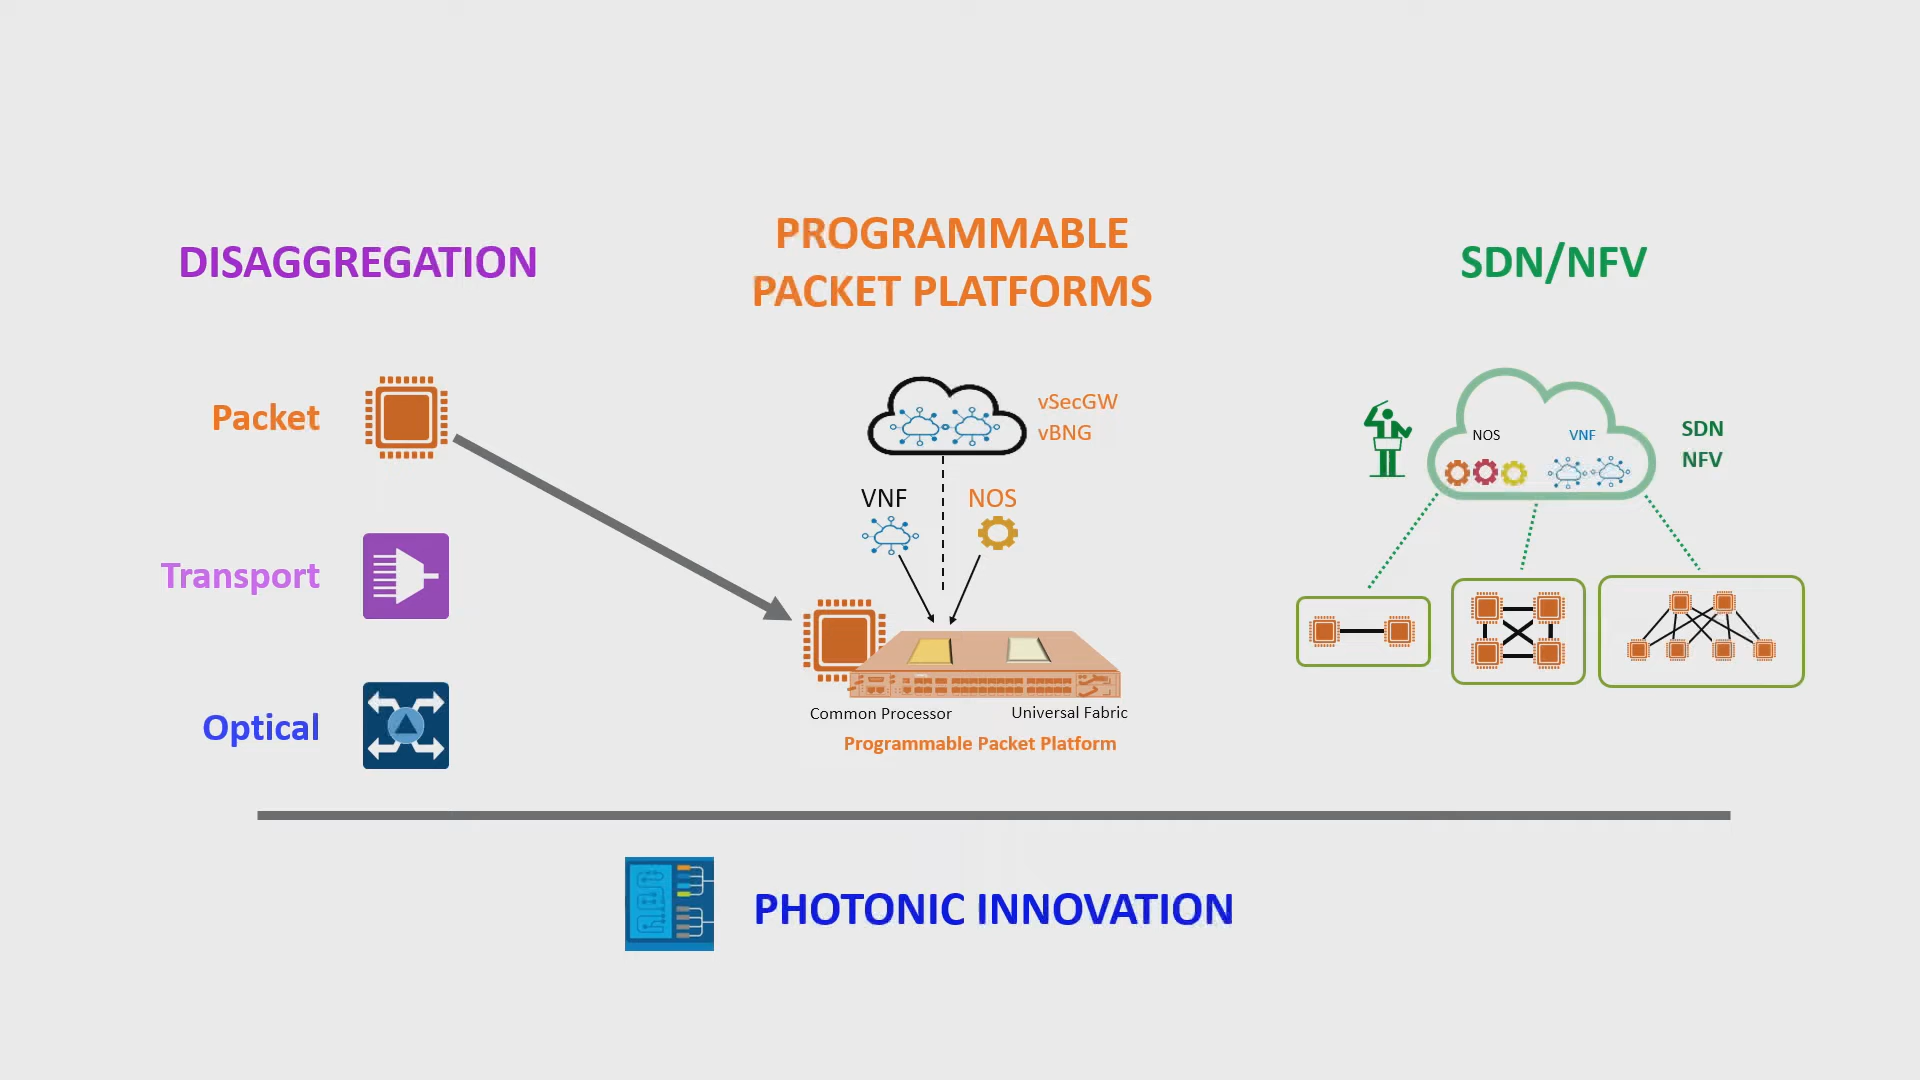 DISAGGREGATION
Packet
Transport
Optical
PROGRAMMABLE
PACKET PLATFORMS
vSecGW
vBNG
VNF
NOS
Common Processor
Universal Fabric
Programmable Packet Platform
SDN/NFV
NOS
VNF
SDN
NFV
PHOTONIC INNOVATION